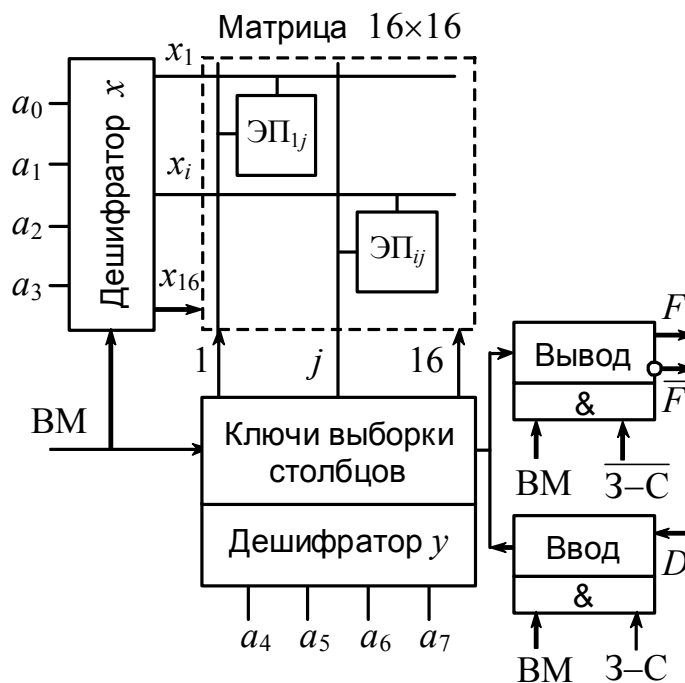 Матрица 16×16
x₁
Дешифратор x
a₀
a₁
a₂
a₃
xᵢ
x₁₆
ЭП₁ⱼ
ЭПᵢⱼ
1
j
16
ВМ
Ключи выборки
столбцов
Дешифратор y
a₄ a₅ a₆ a₇
Вывод
&
F
F̅
ВМ
З̅–̅С̅
Ввод
&
D
ВМ
З–С